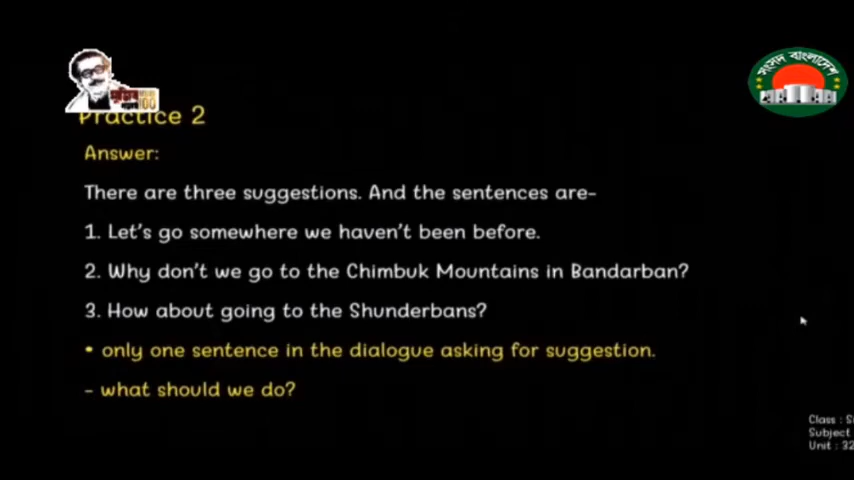 সংসদ বাংলাদেশ
100
Practice 2
Answer:
There are three suggestions. And the sentences are-
1. Let's go somewhere we haven't been before.
2. Why don't we go to the Chimbuk Mountains in Bandarban?
3. How about going to the Shunderbans?
• only one sentence in the dialogue asking for suggestion.
- what should we do?
Class : S
Subject
Unit : 32